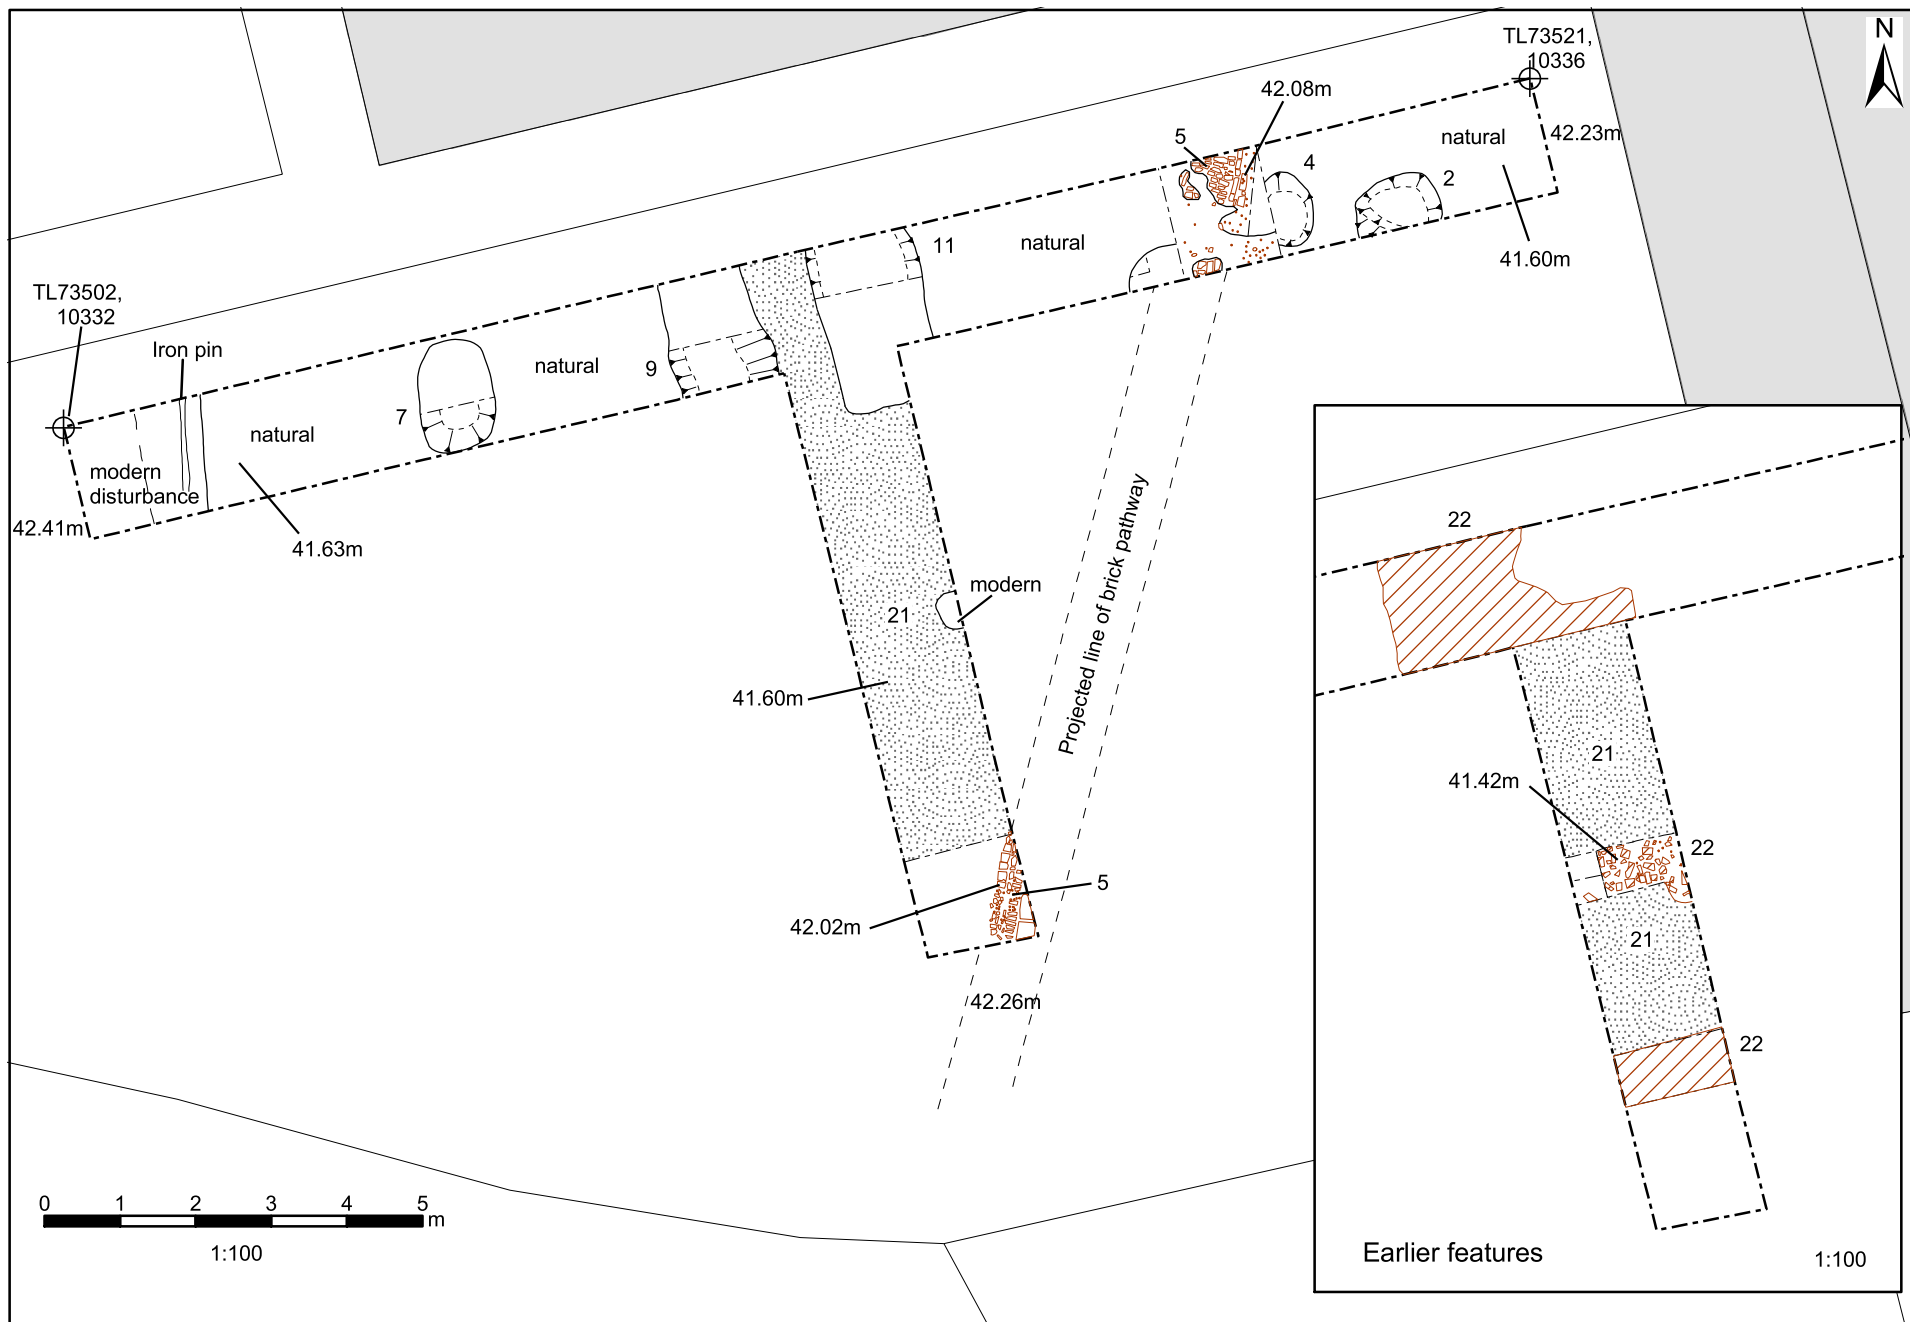 N
TL73521,
10336
42.08m
5
4
2
natural
42.23m
41.60m
11
natural
TL73502,
10332
Iron pin
9
natural
7
natural
modern
disturbance
42.41m
41.63m
Projected line of brick pathway
modern
21
41.60m
5
42.02m
42.26m
22
21
41.42m
22
21
22
Earlier features
1:100
0 1 2 3 4 5
m
1:100